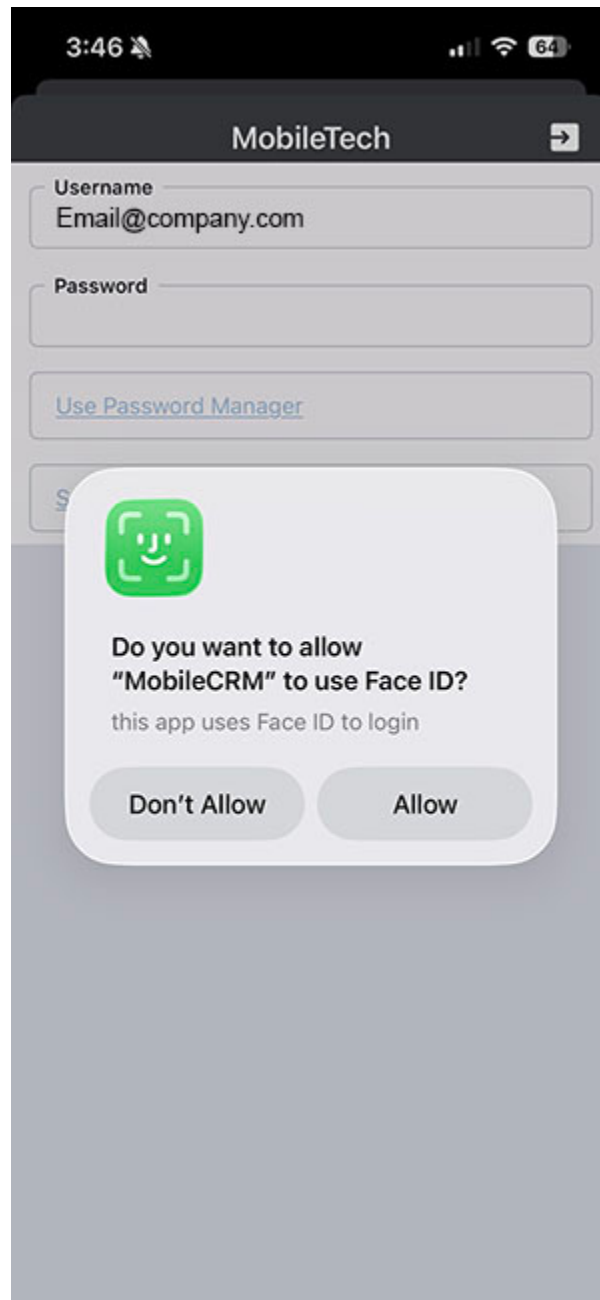 3:46
64
MobileTech
Username
Email@company.com
Password
Use Password Manager
S
Do you want to allow
“MobileCRM” to use Face ID?
this app uses Face ID to login
Don’t Allow
Allow